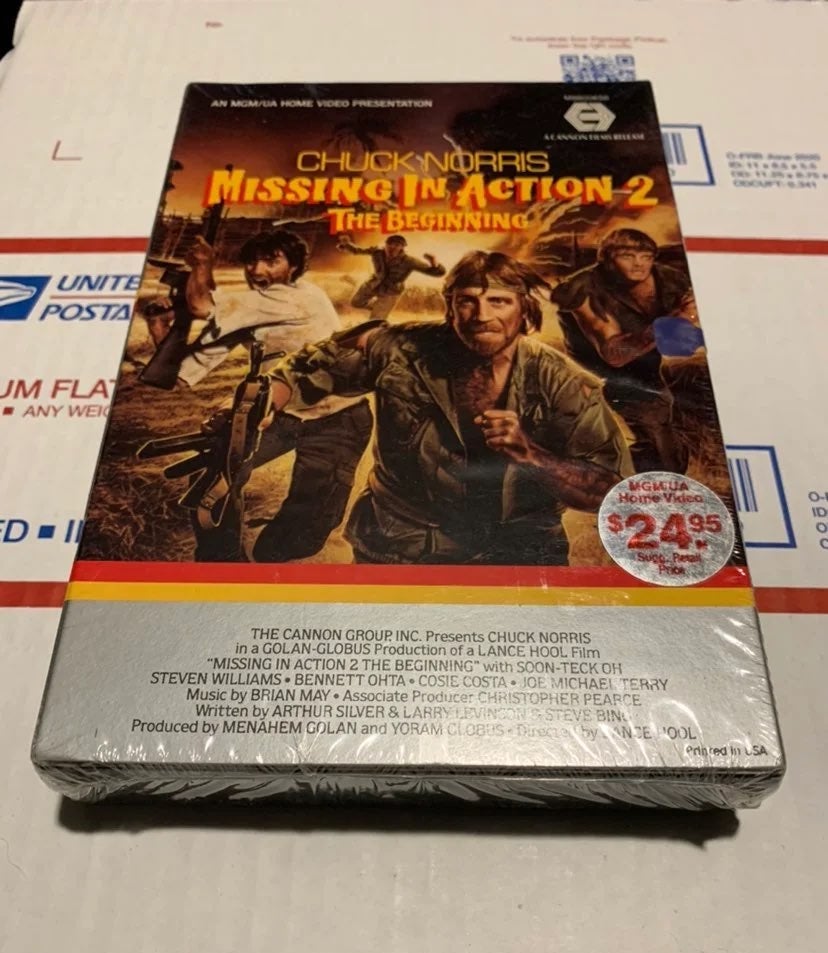 AN MGM/UA HOME VIDEO PRESENTATION
A CANNON FILMS RELEASE
CHUCK NORRIS
MISSING IN ACTION 2
THE BEGINNING
MGM/UA
Home Video
$24.95
Sugg. Retail
Price
THE CANNON GROUP, INC. Presents CHUCK NORRIS
in a GOLAN-GLOBUS Production of a LANCE HOOL Film
"MISSING IN ACTION 2 THE BEGINNING" with SOON-TECK OH
STEVEN WILLIAMS • BENNETT OHTA • COSIE COSTA • JOE MICHAEL TERRY
Music by BRIAN MAY • Associate Producer CHRISTOPHER PEARCE
Written by ARTHUR SILVER & LARRY LEVINSON & STEVE BING
Produced by MENAHEM GOLAN and YORAM GLOBUS • Directed by LANCE HOOL
Printed in USA
UNITE
POSTA
UM FLA
ANY WEIG
ED ■ I